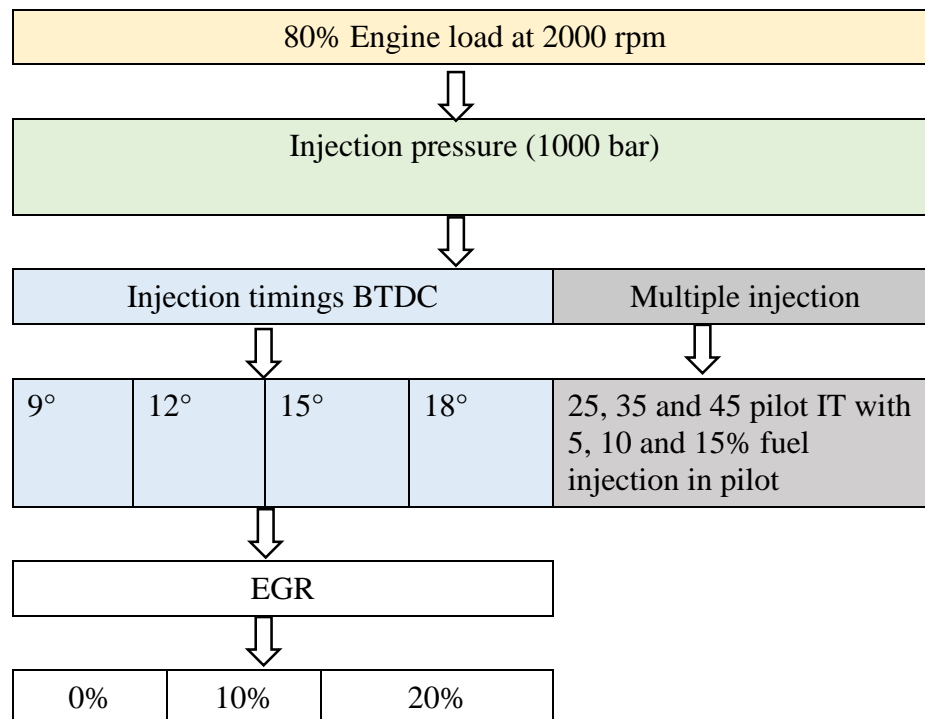 80% Engine load at 2000 rpm
Injection pressure (1000 bar)
Injection timings BTDC
Multiple injection
9°
12°
15°
18°
25, 35 and 45 pilot IT with
5, 10 and 15% fuel
injection in pilot
EGR
0%
10%
20%